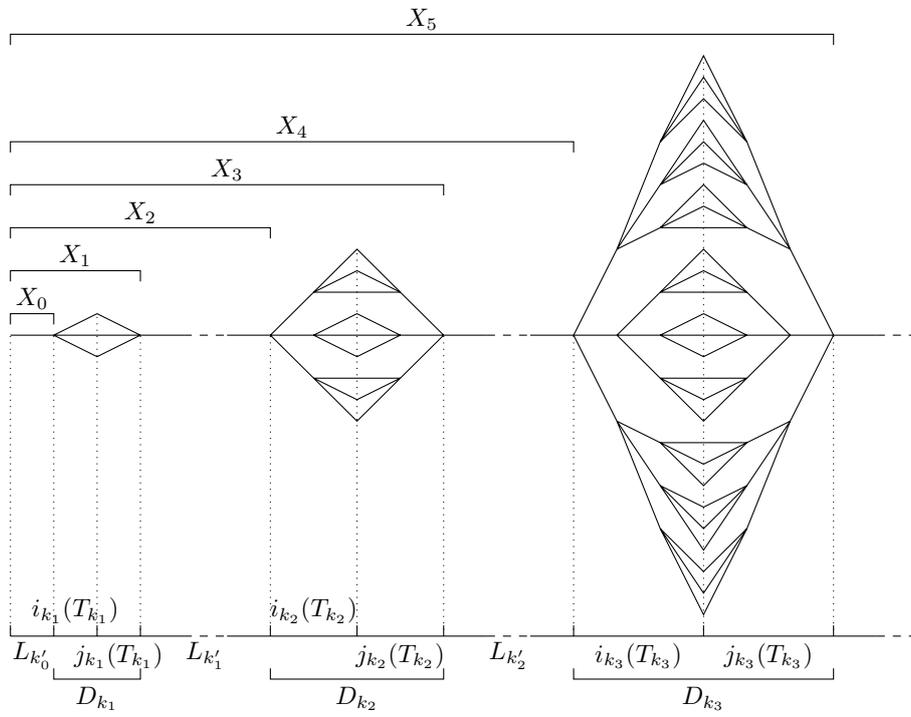 X_5
X_4
X_3
X_2
X_1
X_0
i_{k_1}(T_{k_1}) i_{k_2}(T_{k_2})
L_{k'_0} j_{k_1}(T_{k_1}) L_{k'_1} j_{k_2}(T_{k_2}) L_{k'_2} i_{k_3}(T_{k_3}) j_{k_3}(T_{k_3})
D_{k_1} D_{k_2} D_{k_3}